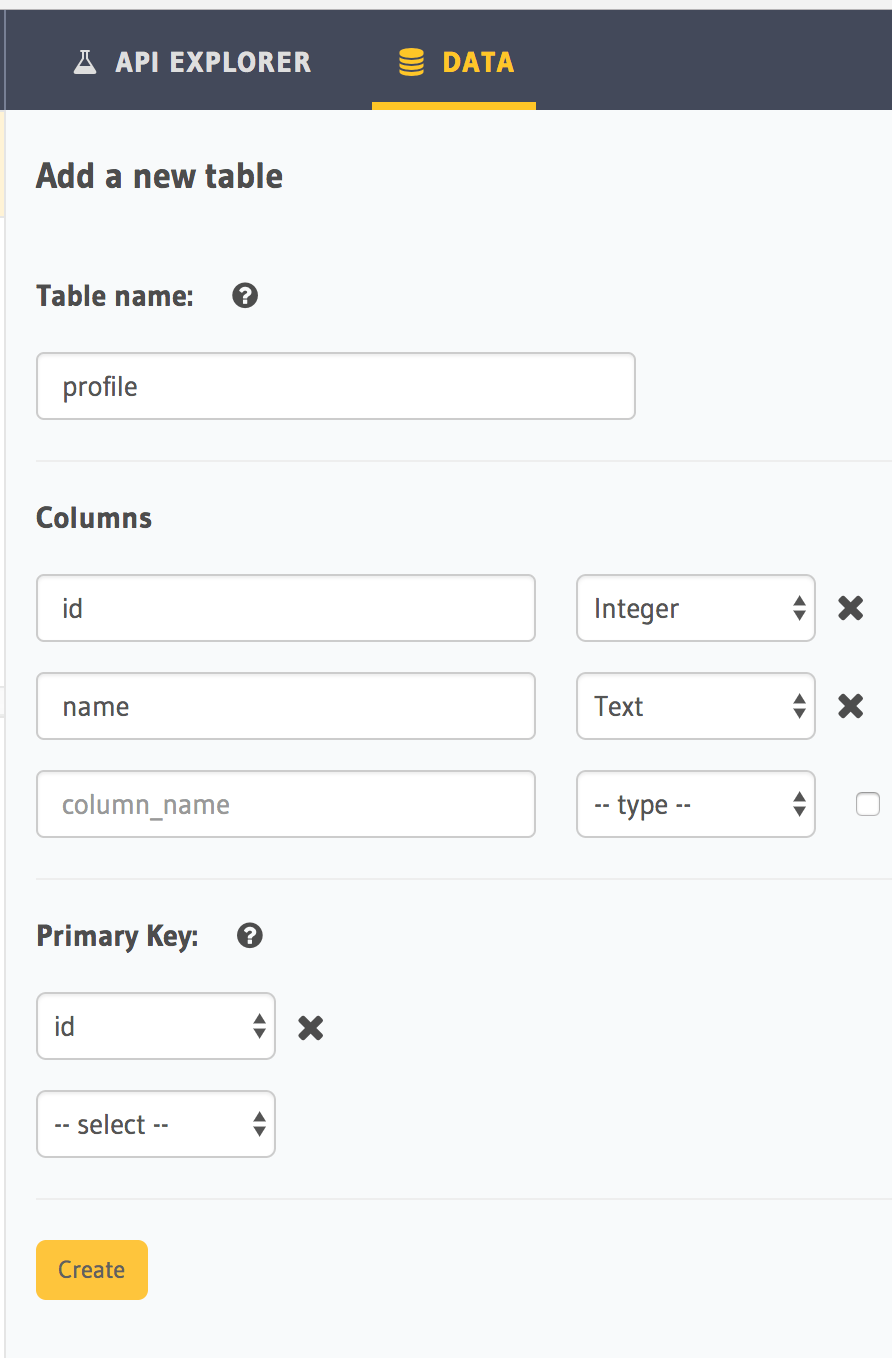 API EXPLORER DATA
Add a new table
Table name:
profile
Columns
id Integer
name Text
column_name -- type --
Primary Key:
id
-- select --
Create